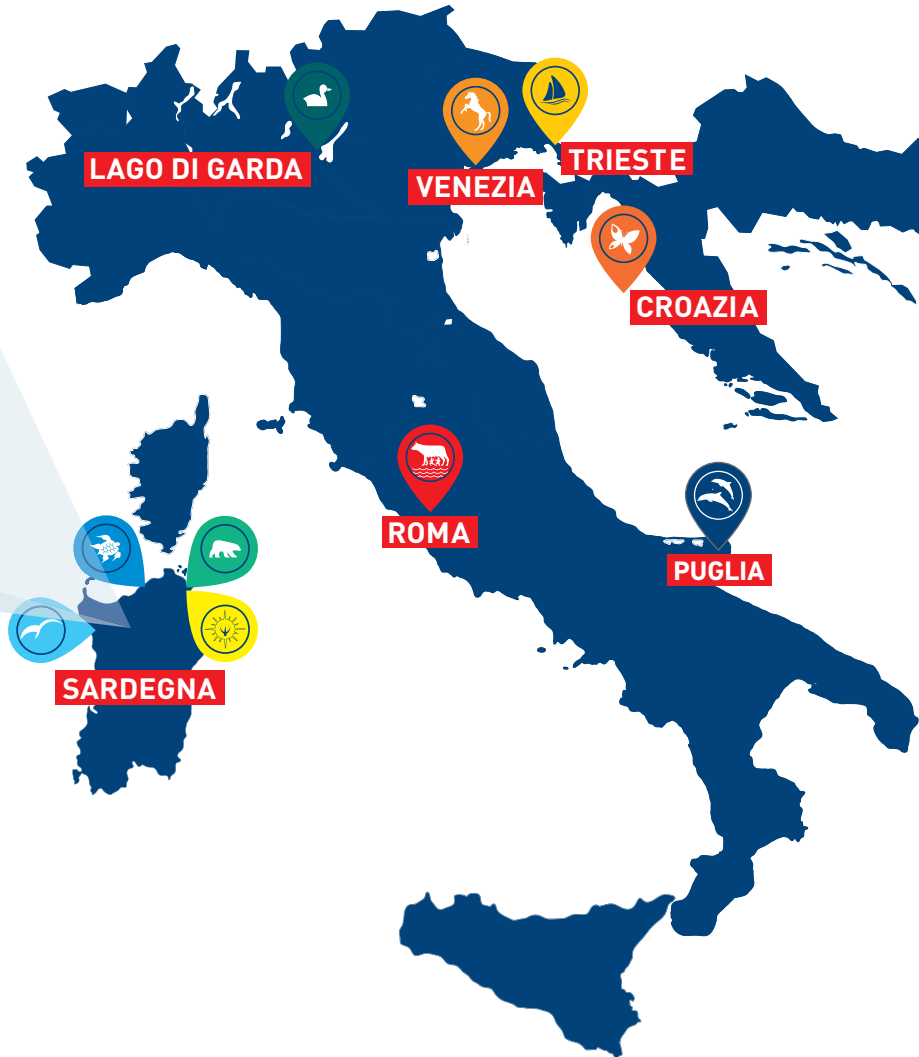 LAGO DI GARDA
VENEZIA
TRIESTE
CROAZIA
ROMA
PUGLIA
SARDEGNA